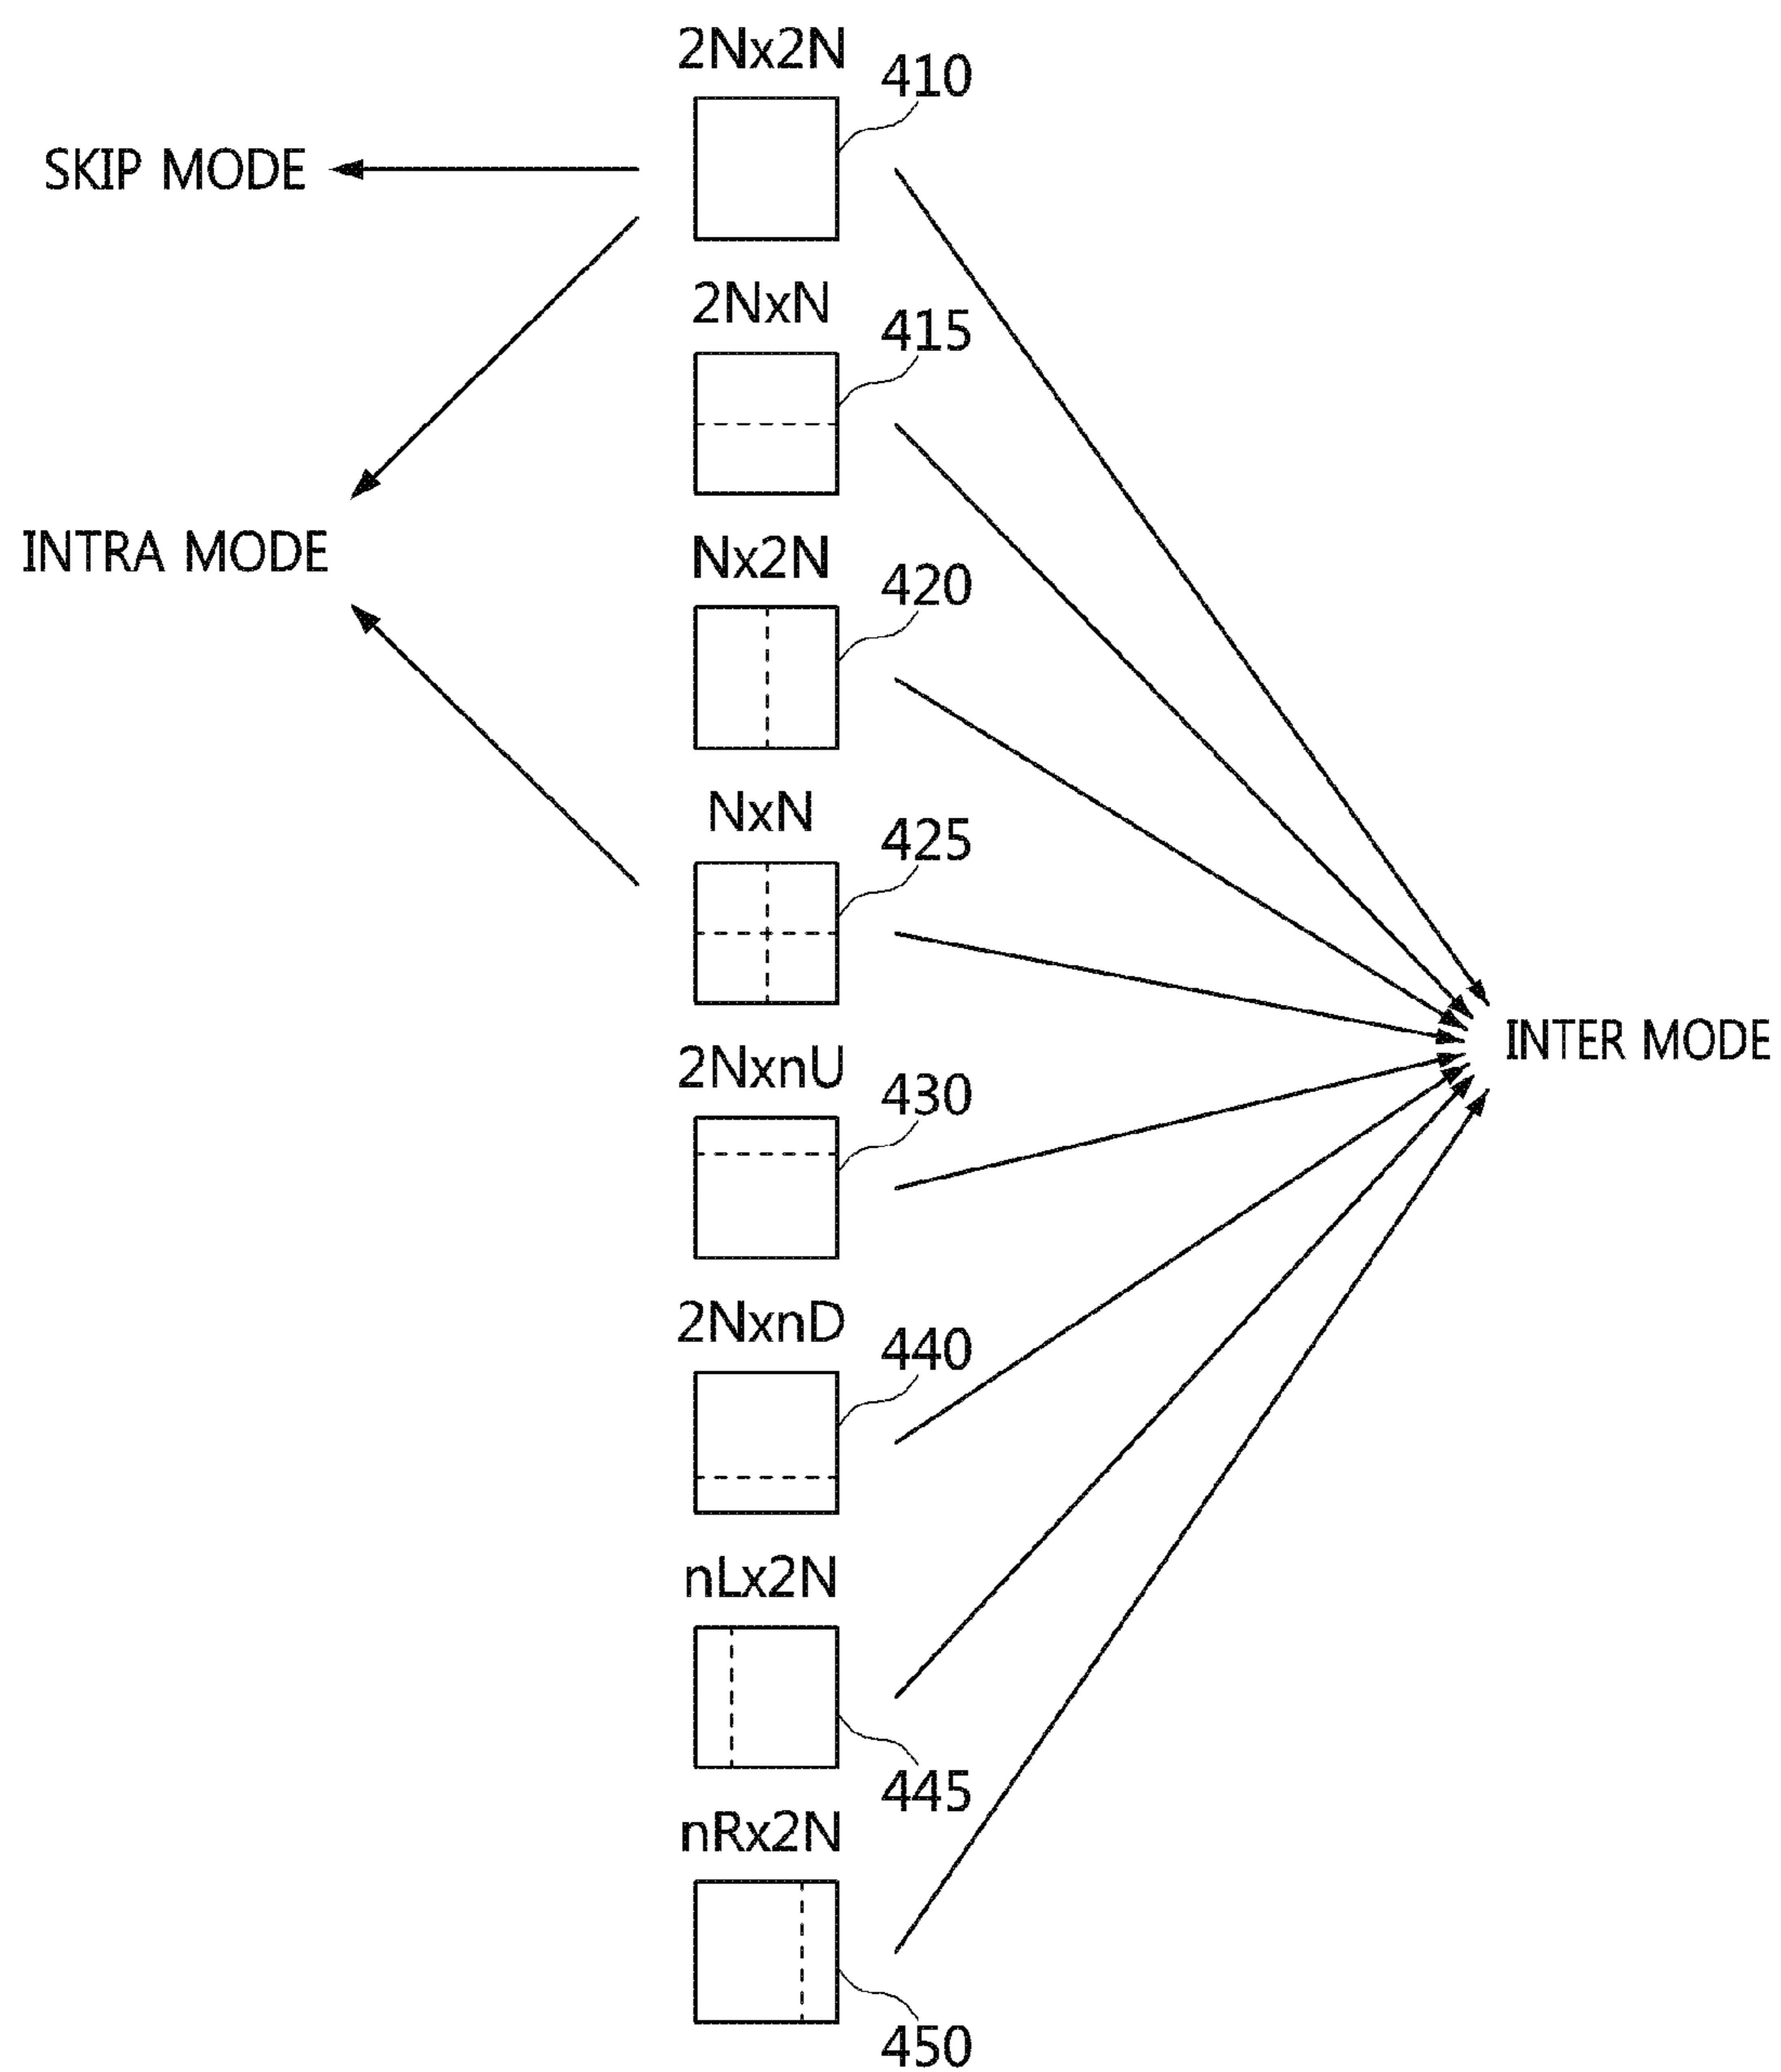 2Nx2N
410
SKIP MODE
2NxN
415
INTRA MODE
Nx2N
420
NxN
425
INTER MODE
2NxnU
430
2NxnD
440
nLx2N
445
nRx2N
450